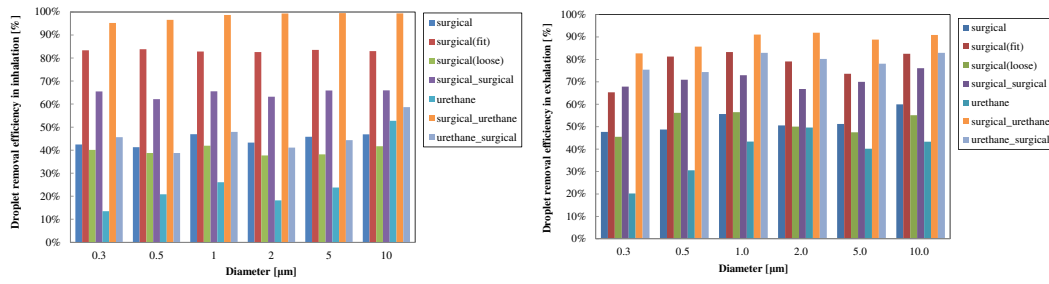 Droplet removal efficiency in inhalation [%]
100%
90%
80%
70%
60%
50%
40%
30%
20%
10%
0%
0.3 0.5 1 2 5 10
Diameter [μm]
surgical
surgical(fit)
surgical(loose)
surgical_surgical
urethane
surgical_urethane
urethane_surgical
Droplet removal efficiency in exhalation [%]
100%
90%
80%
70%
60%
50%
40%
30%
20%
10%
0%
0.3 0.5 1.0 2.0 5.0 10.0
Diameter [μm]
surgical
surgical(fit)
surgical(loose)
surgical_surgical
urethane
surgical_urethane
urethane_surgical